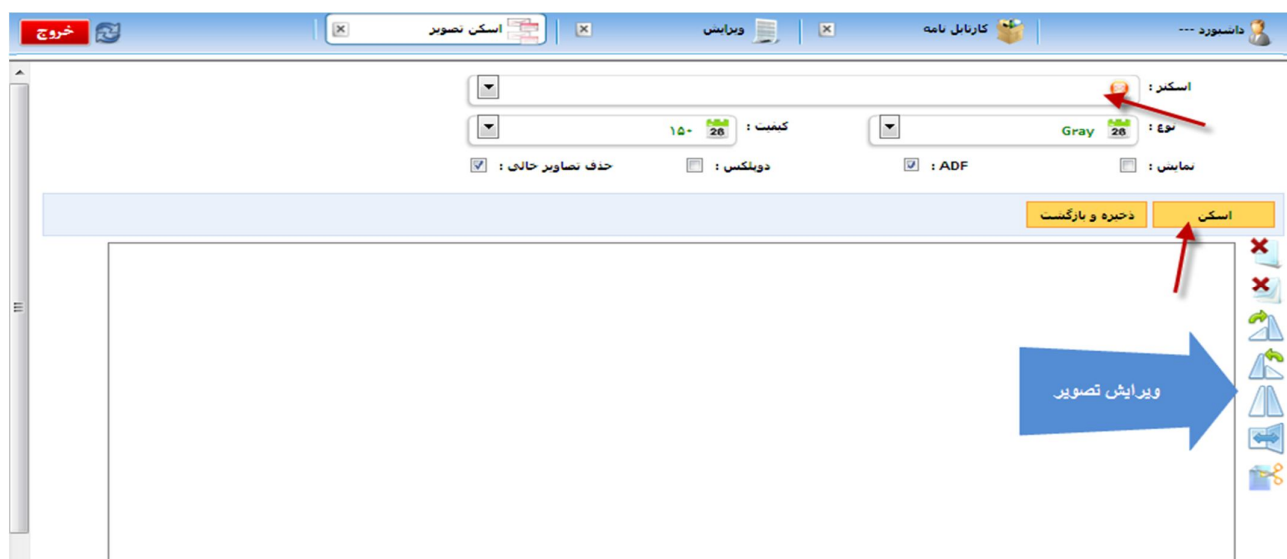 داشبورد --- کارتابل نامه ویرایش اسکن تصویر خروج
اسکنر :
نوع : Gray کیفیت : ۱۵۰
نمایش : ADF : دوبلکس : حذف تصاویر خالی :
اسکن ذخیره و بازگشت
ویرایش تصویر